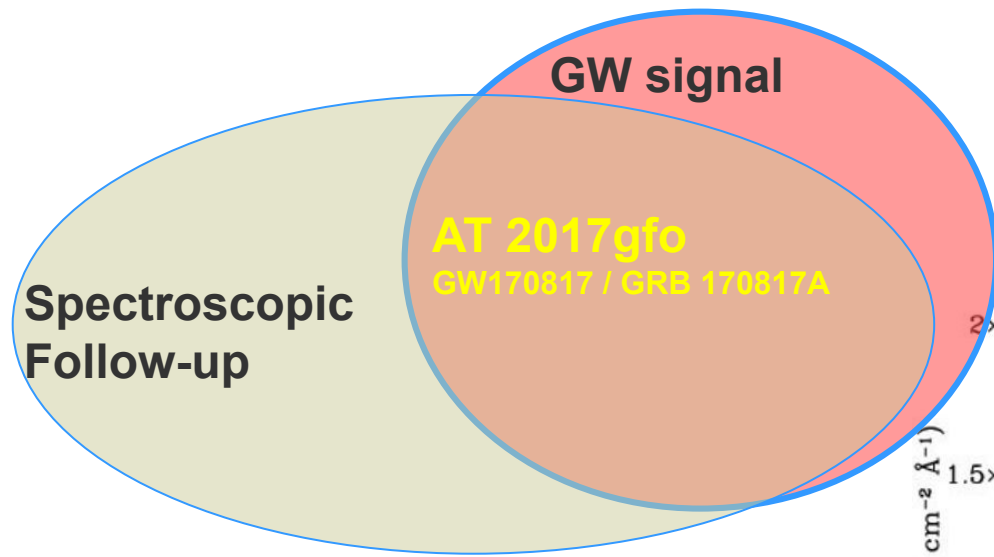 GW signal
AT 2017gfo
GW170817 / GRB 170817A
Spectroscopic
Follow-up
2×
1.5×
cm⁻² Å⁻¹)